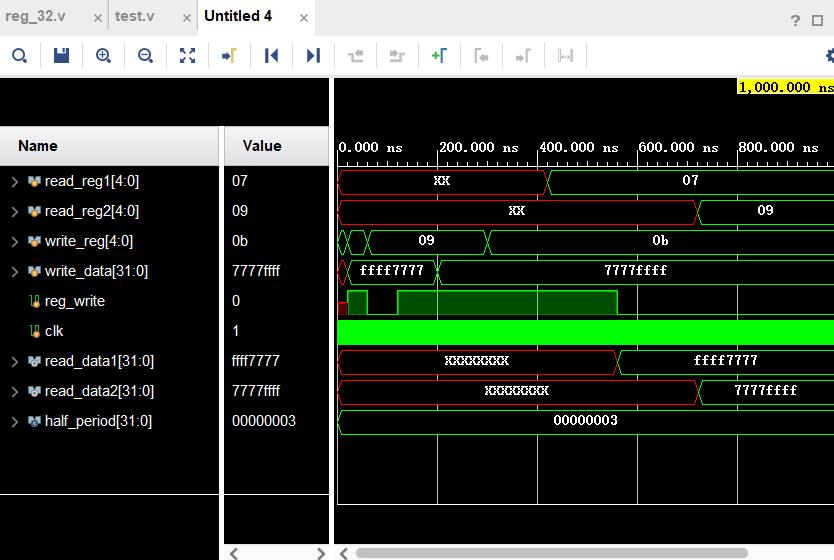 reg_32.v × test.v × Untitled 4 ×
? 
1,000.000 ns
Name Value
0.000 ns 200.000 ns 400.000 ns 600.000 ns 800.000 ns
read_reg1[4:0] 07 XX 07
read_reg2[4:0] 09 XX 09
write_reg[4:0] 0b 09 0b
write_data[31:0] 7777ffff ffff7777 7777ffff
reg_write 0
clk 1
read_data1[31:0] ffff7777 XXXXXXXX ffff7777
read_data2[31:0] 7777ffff XXXXXXXX 7777ffff
half_period[31:0] 00000003 00000003